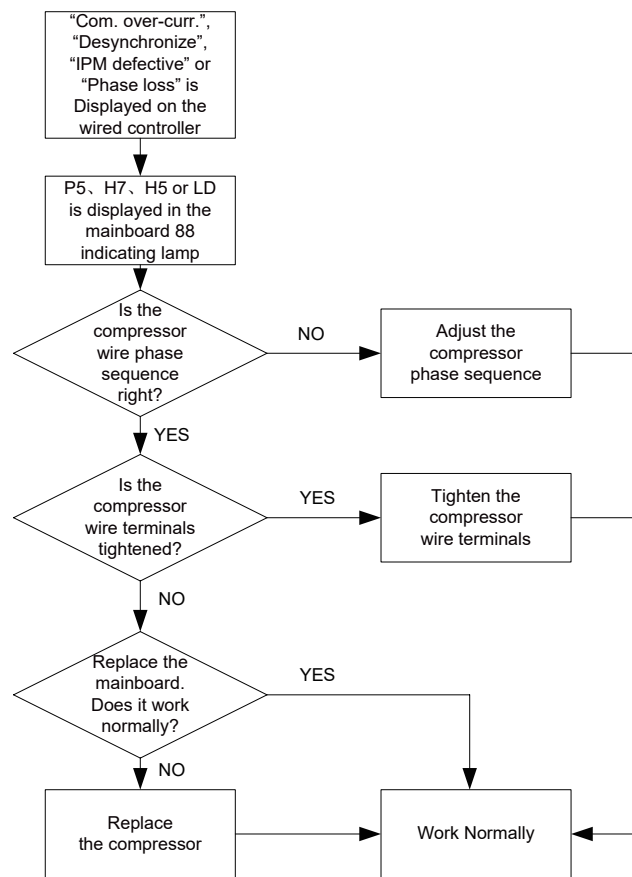 “Com. over-curr.”,
“Desynchronize”,
“IPM defective” or
“Phase loss” is
Displayed on the
wired controller
P5、H7、H5 or LD
is displayed in the
mainboard 88
indicating lamp
Is the
compressor
wire phase
sequence
right?
NO
Adjust the
compressor
phase sequence
YES
Is the
compressor
wire terminals
tightened?
YES
Tighten the
compressor
wire terminals
NO
Replace the
mainboard.
Does it work
normally?
YES
NO
Replace
the compressor
Work Normally